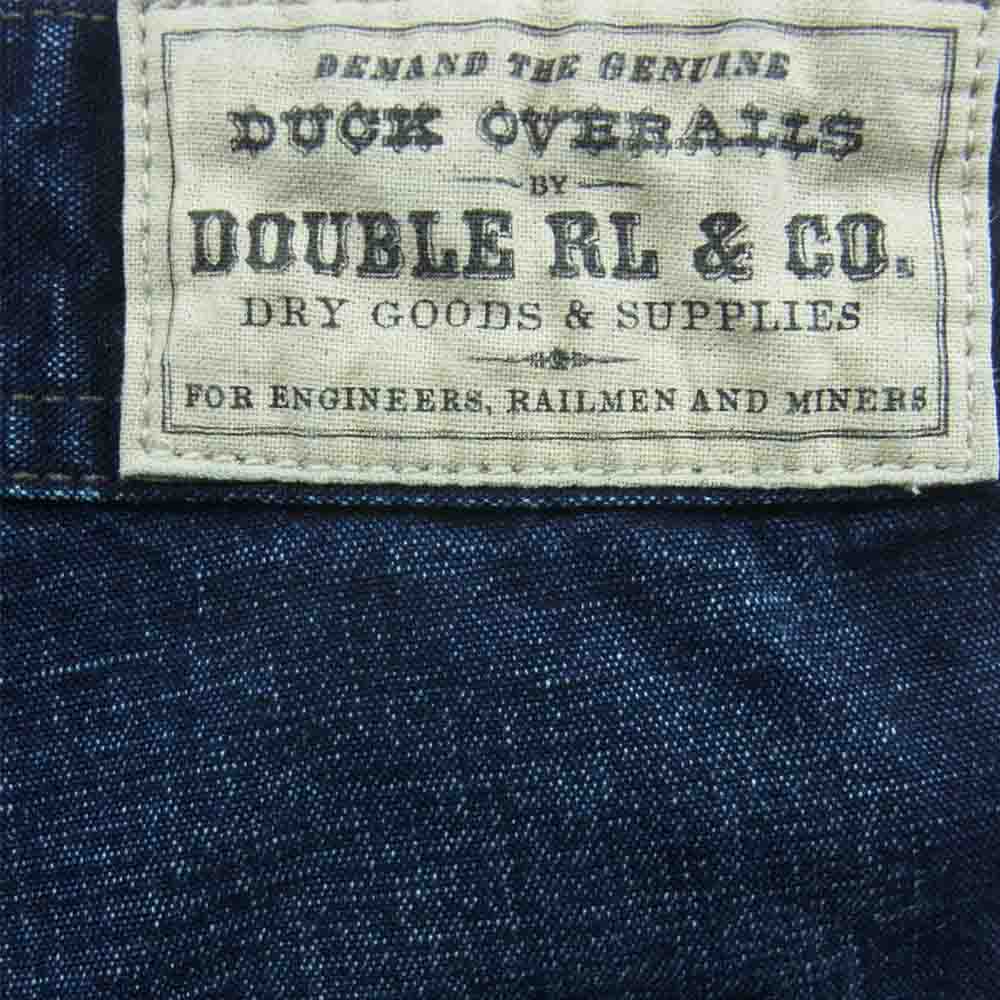 DEMAND THE GENUINE
DUCK OVERALLS
BY
DOUBLE RL & CO.
DRY GOODS & SUPPLIES
FOR ENGINEERS, RAILMEN AND MINERS